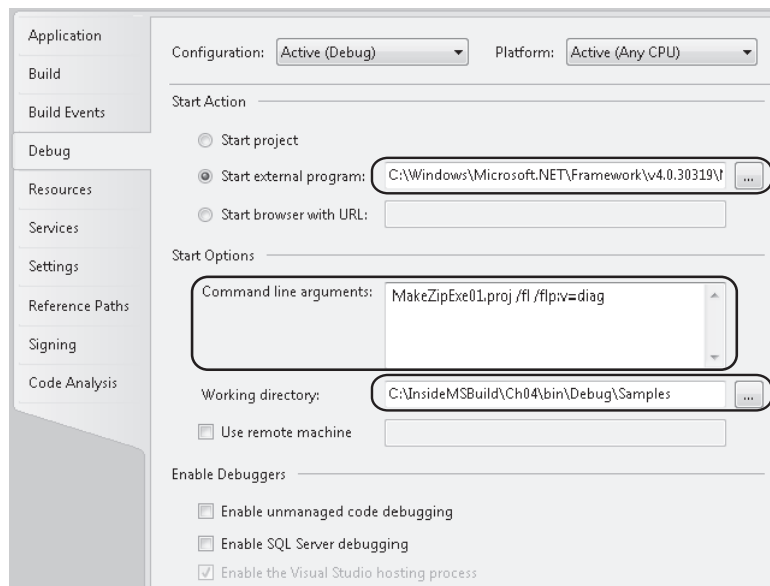 Application
Build
Build Events
Debug
Resources
Services
Settings
Reference Paths
Signing
Code Analysis
Configuration: Active (Debug) Platform: Active (Any CPU)
Start Action
Start project
Start external program: C:\Windows\Microsoft.NET\Framework\v4.0.30319\ ...
Start browser with URL:
Start Options
Command line arguments: MakeZipExe01.proj /fl /flp:v=diag
Working directory: C:\InsideMSBuild\Ch04\bin\Debug\Samples ...
Use remote machine
Enable Debuggers
Enable unmanaged code debugging
Enable SQL Server debugging
Enable the Visual Studio hosting process